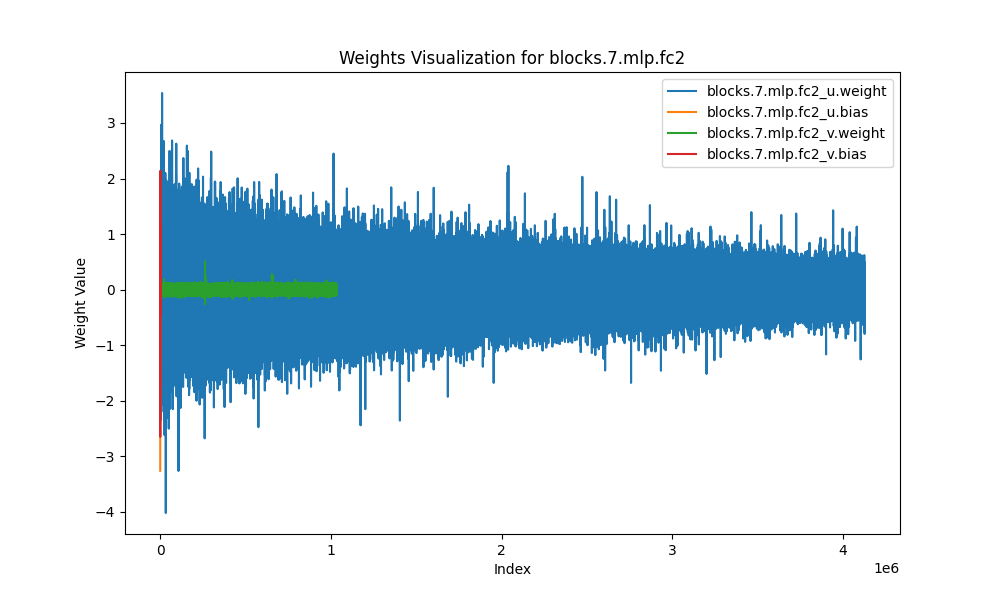 Weights Visualization for blocks.7.mlp.fc2
blocks.7.mlp.fc2_u.weight
blocks.7.mlp.fc2_u.bias
blocks.7.mlp.fc2_v.weight
blocks.7.mlp.fc2_v.bias
3
2
1
0
−1
−2
−3
−4
Weight Value
0
1
2
3
4
1e6
Index